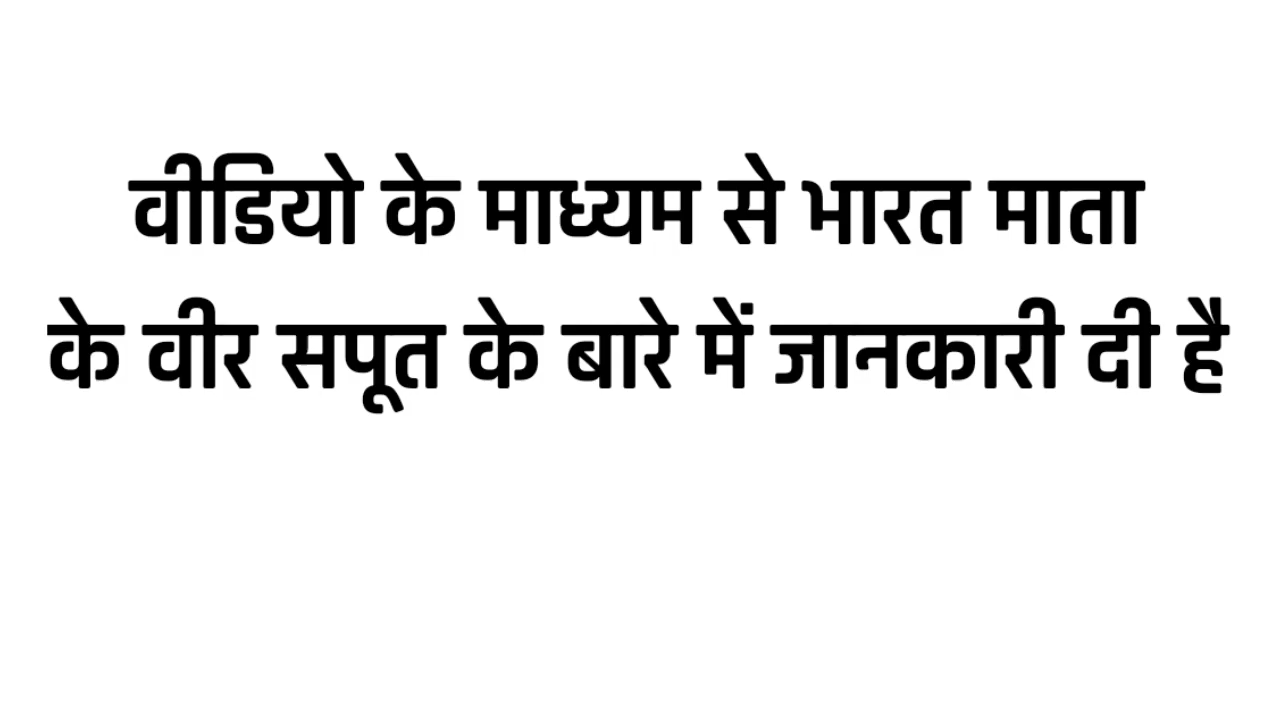 वीडियो के माध्यम से भारत माता
के वीर सपूत के बारे में जानकारी दी है